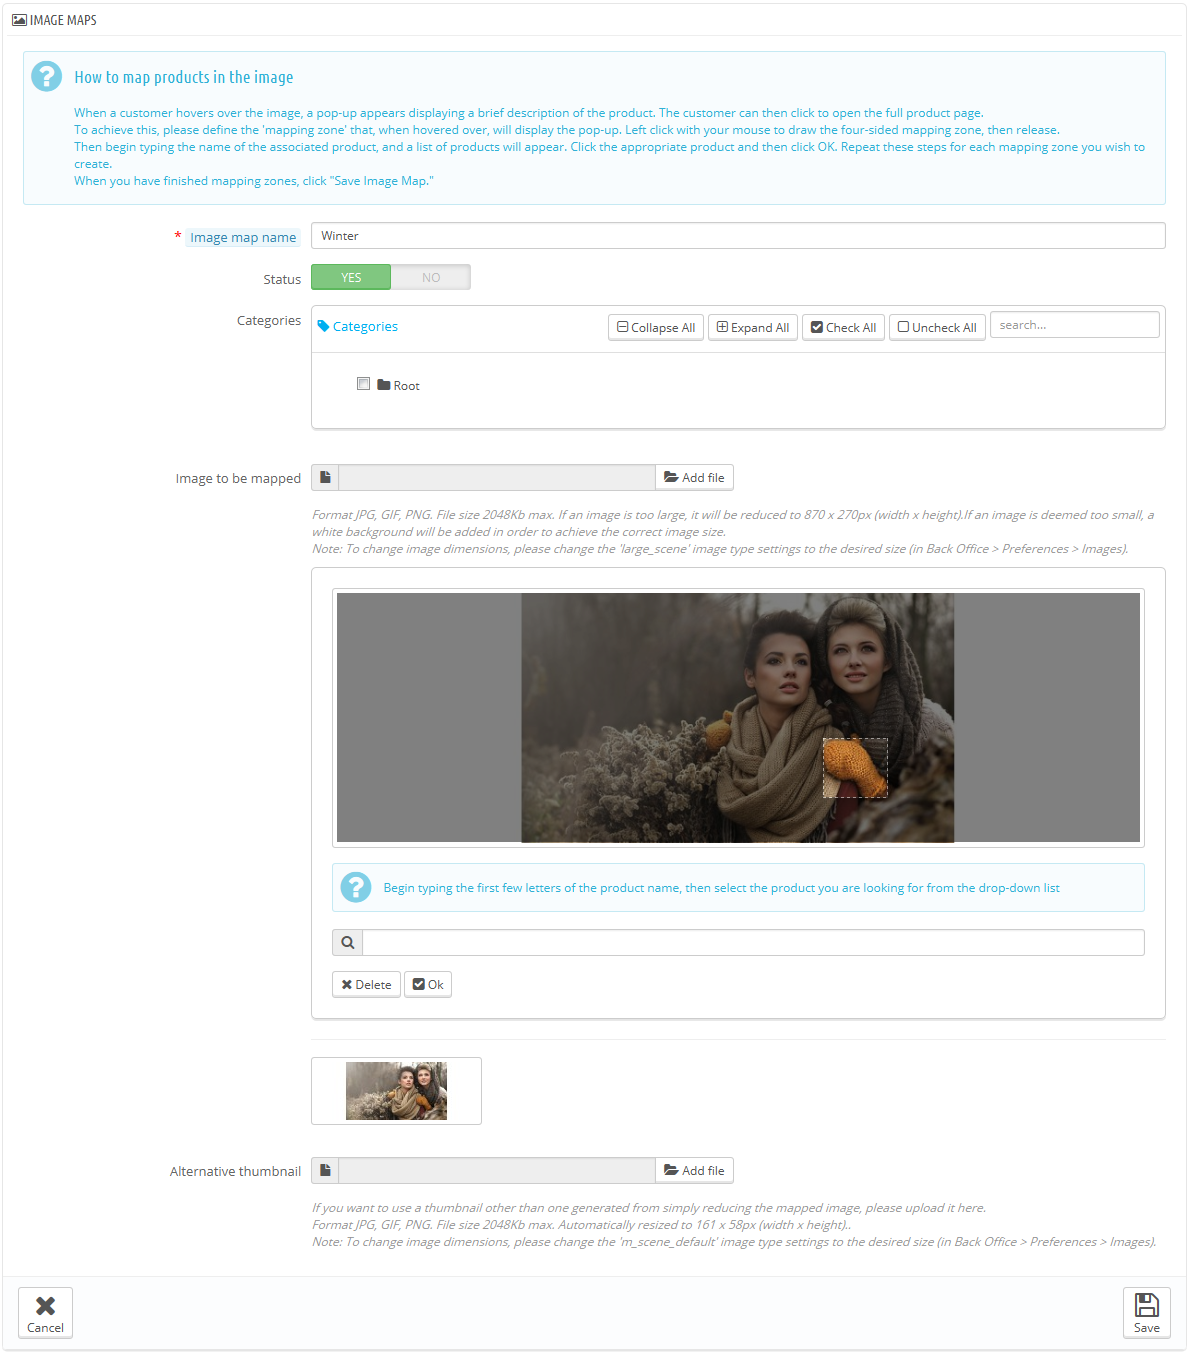 IMAGE MAPS
How to map products in the image
When a customer hovers over the image, a pop-up appears displaying a brief description of the product. The customer can then click to open the full product page.
To achieve this, please define the 'mapping zone' that, when hovered over, will display the pop-up. Left click with your mouse to draw the four-sided mapping zone, then release.
Then begin typing the name of the associated product, and a list of products will appear. Click the appropriate product and then click OK. Repeat these steps for each mapping zone you wish to
create.
When you have finished mapping zones, click "Save Image Map."
* Image map name Winter
Status YES NO
Categories Categories Collapse All Expand All Check All Uncheck All search...
Root
Image to be mapped Add file
Format JPG, GIF, PNG. File size 2048Kb max. If an image is too large, it will be reduced to 870 x 270px (width x height).If an image is deemed too small, a
white background will be added in order to achieve the correct image size.
Note: To change image dimensions, please change the 'large_scene' image type settings to the desired size (in Back Office > Preferences > Images).
Begin typing the first few letters of the product name, then select the product you are looking for from the drop-down list
Delete Ok
Alternative thumbnail Add file
If you want to use a thumbnail other than one generated from simply reducing the mapped image, please upload it here.
Format JPG, GIF, PNG. File size 2048Kb max. Automatically resized to 161 x 58px (width x height)..
Note: To change image dimensions, please change the 'm_scene_default' image type settings to the desired size (in Back Office > Preferences > Images).
Cancel Save